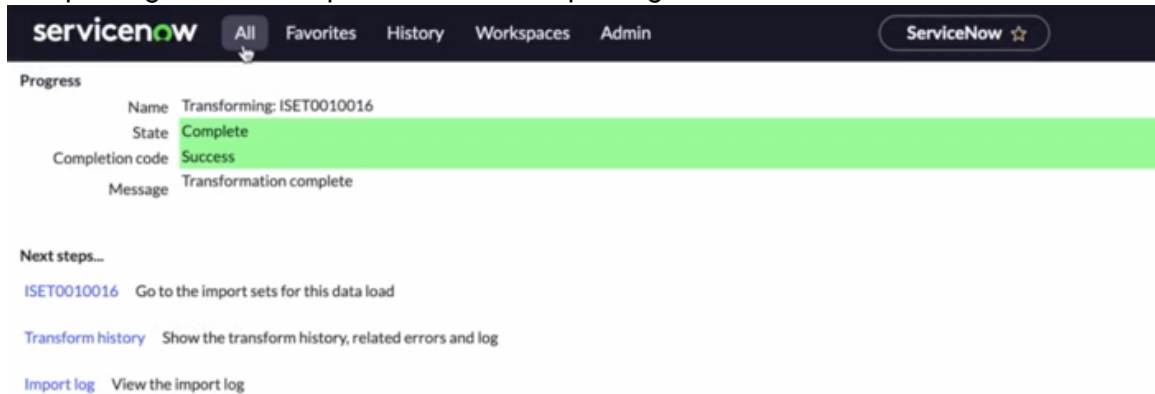 servicenow All Favorites History Workspaces Admin ServiceNow ☆
Progress
Name Transforming: ISET0010016
State Complete
Completion code Success
Message Transformation complete
Next steps...
ISET0010016 Go to the import sets for this data load
Transform history Show the transform history, related errors and log
Import log View the import log